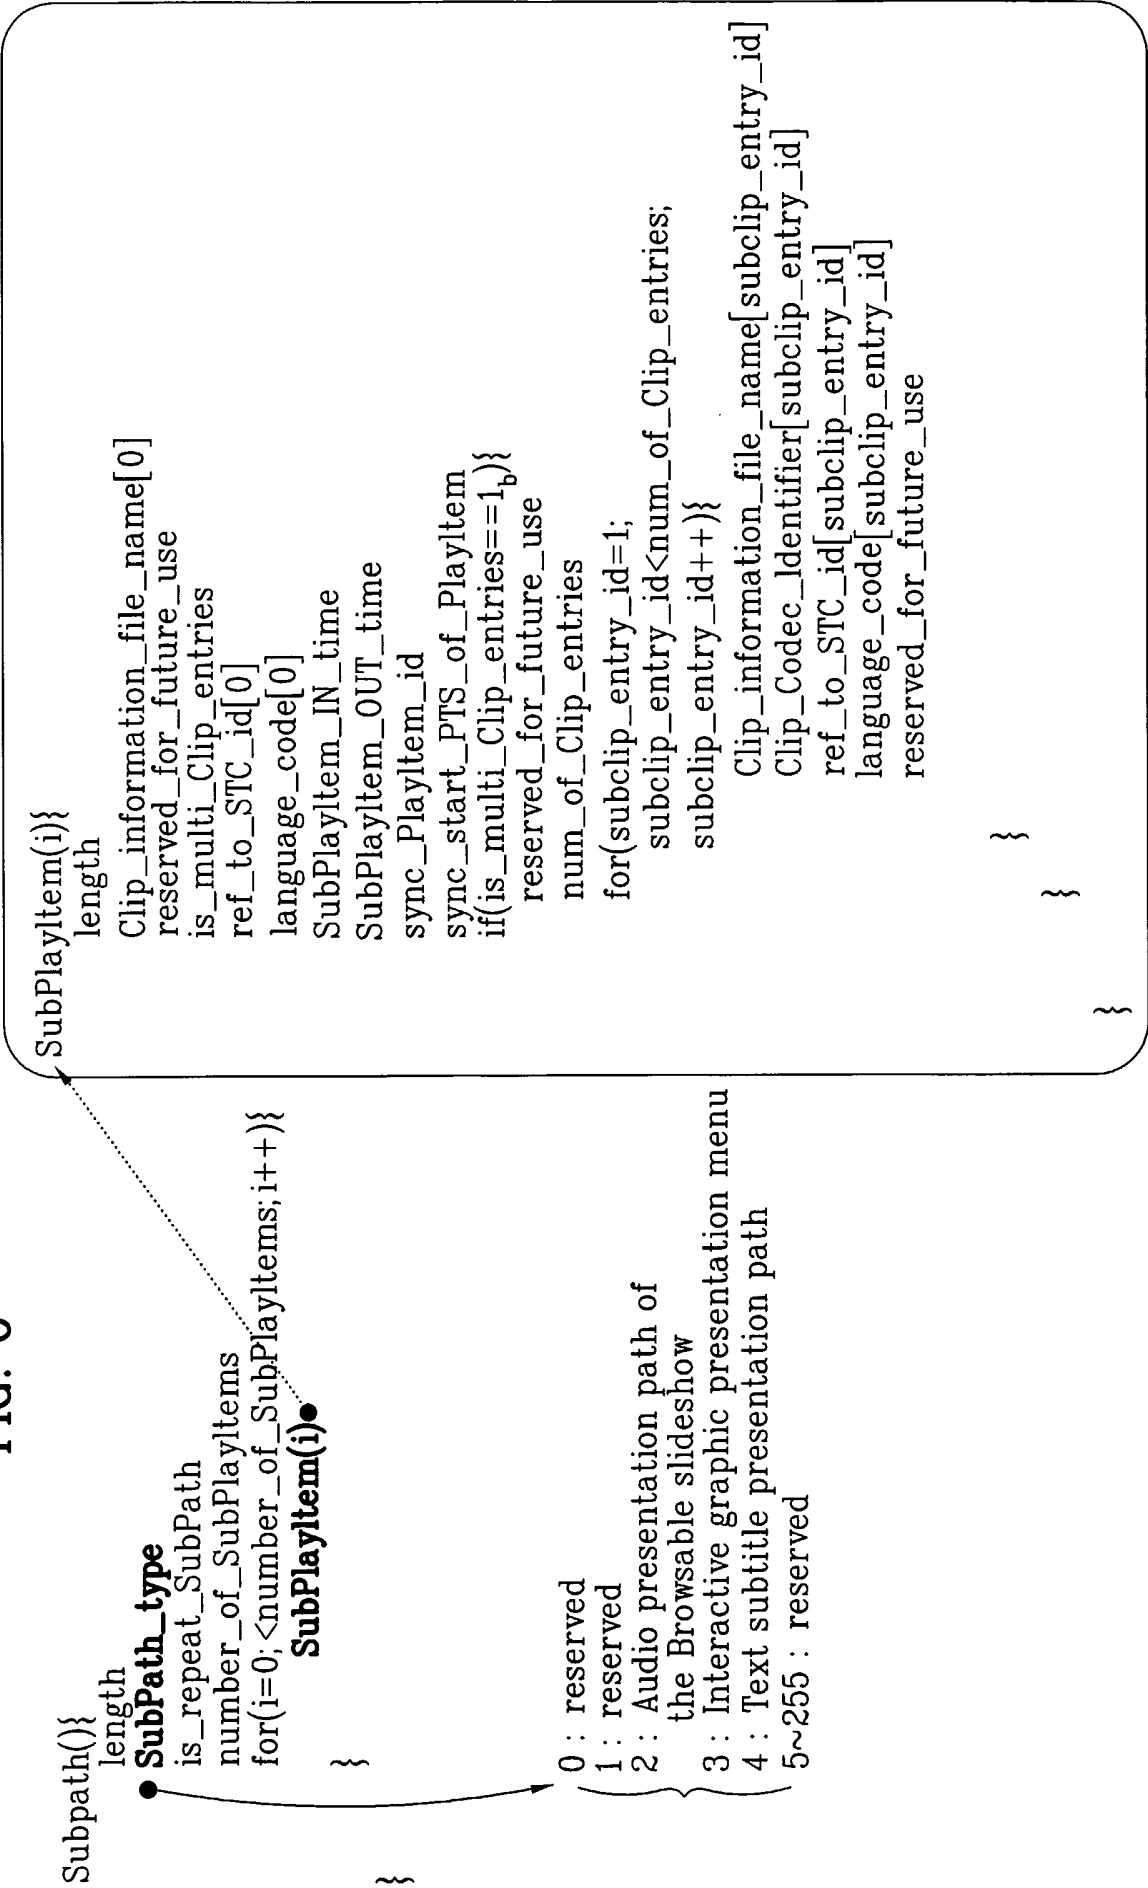 Subpath(){
length
SubPath_type
is_repeat_SubPath
number_of_SubPlayItems
for(i=0;<number_of_SubPlayItems;i++){
SubPlayItem(i)
}
}
0 : reserved
1 : reserved
2 : Audio presentation path of
the Browsable slideshow
3 : Interactive graphic presentation menu
4 : Text subtitle presentation path
5~255 : reserved
SubPlayItem(i){
length
Clip_information_file_name[0]
reserved_for_future_use
is_multi_Clip_entries
ref_to_STC_id[0]
language_code[0]
SubPlayItem_IN_time
SubPlayItem_OUT_time
sync_PlayItem_id
sync_start_PTS_of_PlayItem
if(is_multi_Clip_entries==1b){
reserved_for_future_use
num_of_Clip_entries
for(subclip_entry_id=1;
subclip_entry_id<num_of_Clip_entries;
subclip_entry_id++){
Clip_information_file_name[subclip_entry_id]
Clip_Codec_Identifier[subclip_entry_id]
ref_to_STC_id[subclip_entry_id]
language_code[subclip_entry_id]
reserved_for_future_use
}
}
}